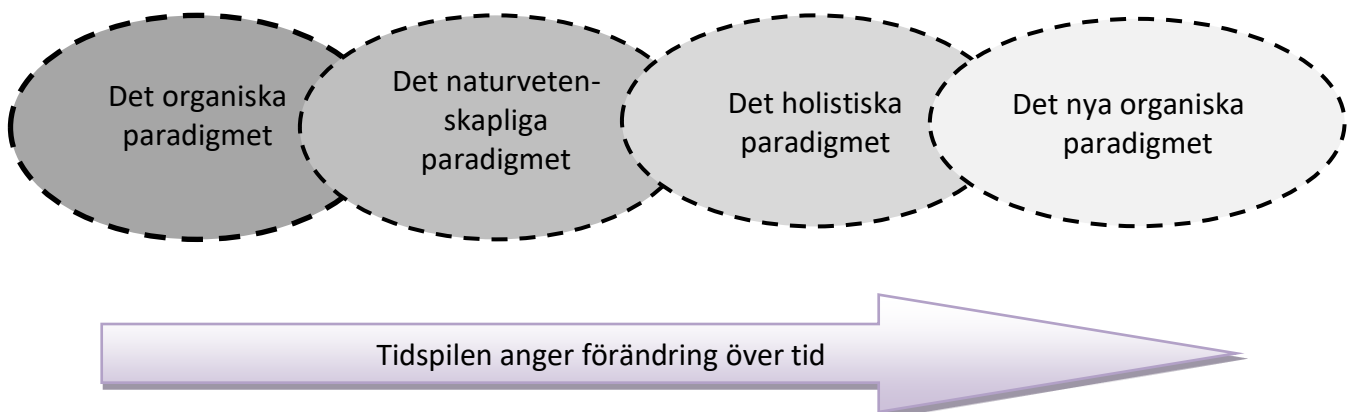 Det organiska
paradigmet
Det naturveten-
skapliga
paradigmet
Det holistiska
paradigmet
Det nya organiska
paradigmet
Tidspilen anger förändring över tid